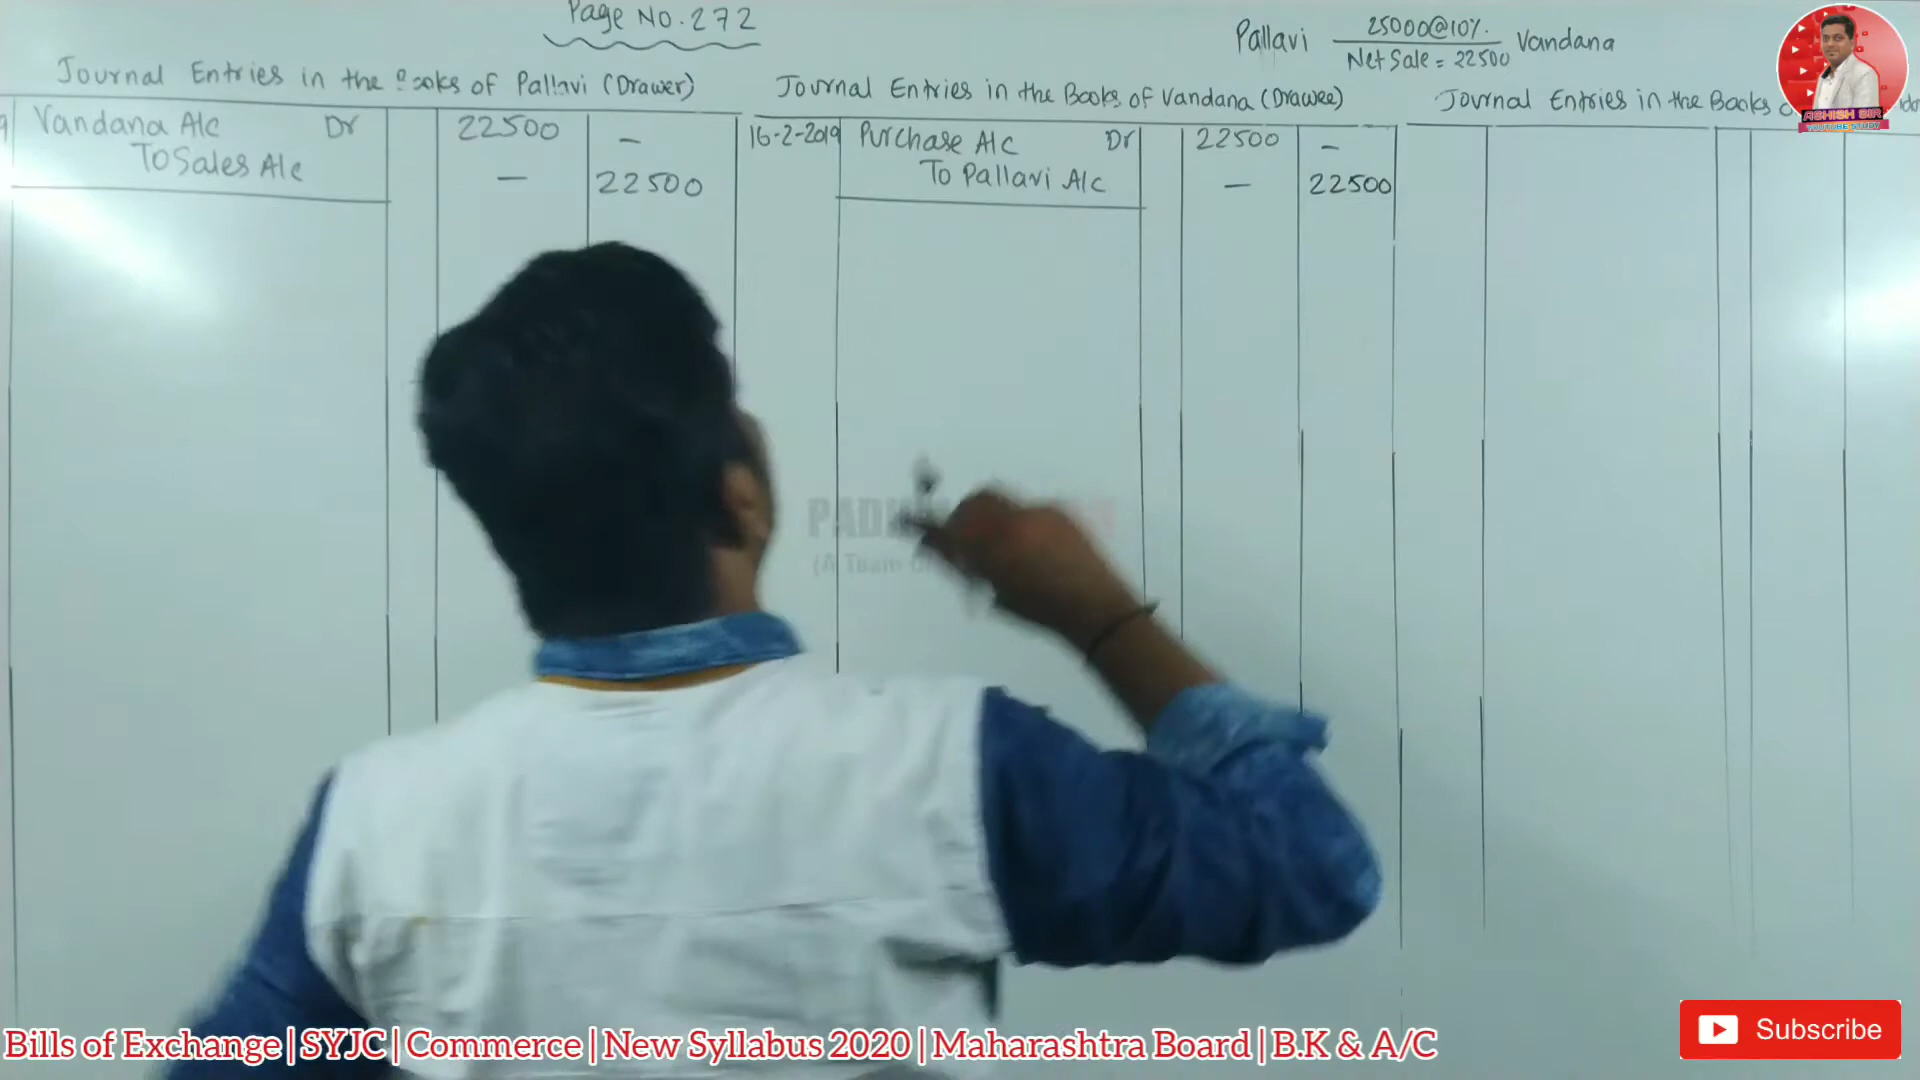 Page No. 272
Pallavi 25000@10% Vandana
Net Sale = 22500
Journal Entries in the Books of Pallavi (Drawer)
Vandana A/c Dr 22500 —
To Sales A/c — 22500
Journal Entries in the Books of Vandana (Drawee)
16-2-2019 Purchase A/c Dr 22500 —
To Pallavi A/c — 22500
Journal Entries in the Books
ASHISH SIR
YOUTUBE STUDY
(A Team
Bills of Exchange | SYJC | Commerce | New Syllabus 2020 | Maharashtra Board | B.K & A/C
Subscribe